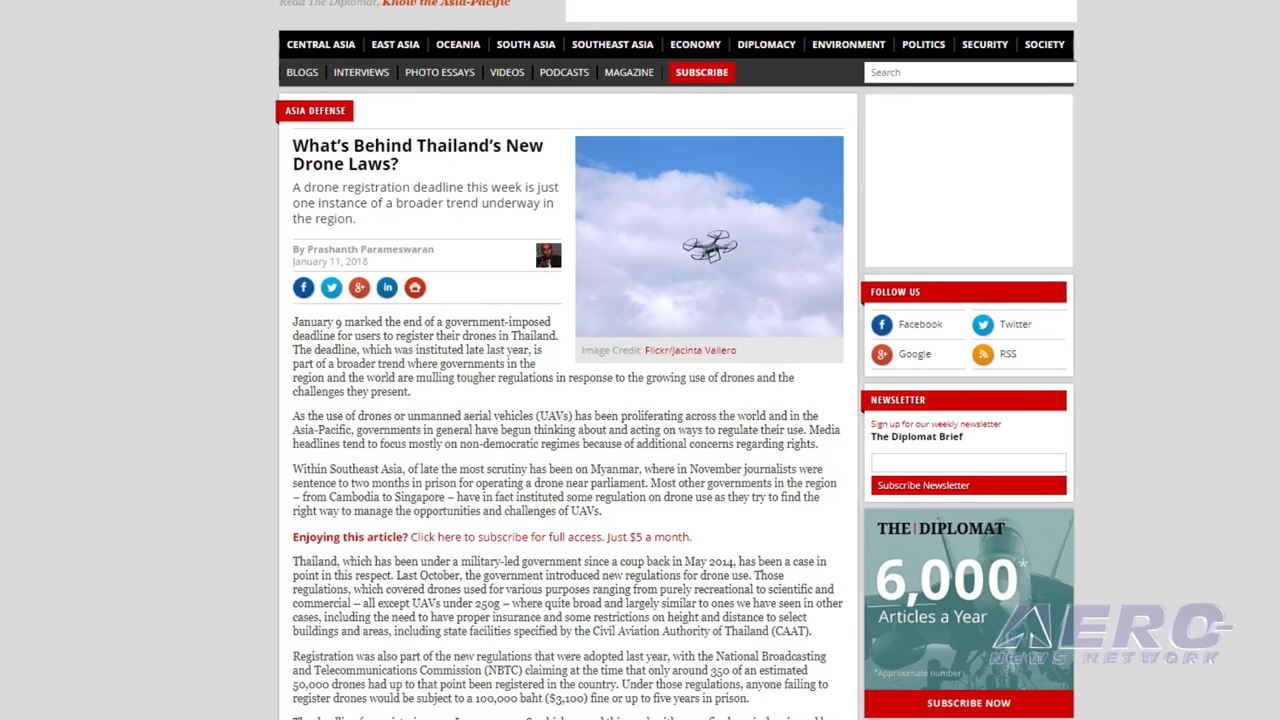 Read The Diplomat, Know the Asia-Pacific
CENTRAL ASIA EAST ASIA OCEANIA SOUTH ASIA SOUTHEAST ASIA ECONOMY DIPLOMACY ENVIRONMENT POLITICS SECURITY SOCIETY
BLOGS INTERVIEWS PHOTO ESSAYS VIDEOS PODCASTS MAGAZINE SUBSCRIBE
Search
ASIA DEFENSE
What's Behind Thailand's New
Drone Laws?
A drone registration deadline this week is just
one instance of a broader trend underway in
the region.
By Prashanth Parameswaran
January 11, 2018
January 9 marked the end of a government-imposed
deadline for users to register their drones in Thailand.
The deadline, which was instituted late last year, is
part of a broader trend where governments in the
region and the world are mulling tougher regulations in response to the growing use of drones and the
challenges they present.
Image Credit: Flickr/Jacinta Vallero
As the use of drones or unmanned aerial vehicles (UAVs) has been proliferating across the world and in the
Asia-Pacific, governments in general have begun thinking about and acting on ways to regulate their use. Media
headlines tend to focus mostly on non-democratic regimes because of additional concerns regarding rights.
Within Southeast Asia, of late the most scrutiny has been on Myanmar, where in November journalists were
sentence to two months in prison for operating a drone near parliament. Most other governments in the region
– from Cambodia to Singapore – have in fact instituted some regulation on drone use as they try to find the
right way to manage the opportunities and challenges of UAVs.
Enjoying this article? Click here to subscribe for full access. Just $5 a month.
Thailand, which has been under a military-led government since a coup back in May 2014, has been a case in
point in this respect. Last October, the government introduced new regulations for drone use. Those
regulations, which covered drones used for various purposes ranging from purely recreational to scientific and
commercial – all except UAVs under 250g – where quite broad and largely similar to ones we have seen in other
cases, including the need to have proper insurance and some restrictions on height and distance to select
buildings and areas, including state facilities specified by the Civil Aviation Authority of Thailand (CAAT).
Registration was also part of the new regulations that were adopted last year, with the National Broadcasting
and Telecommunications Commission (NBTC) claiming at the time that only around 350 of an estimated
50,000 drones had up to that point been registered in the country. Under those regulations, anyone failing to
register drones would be subject to a 100,000 baht ($3,100) fine or up to five years in prison.
FOLLOW US
Facebook Twitter
Google RSS
NEWSLETTER
Sign up for our weekly newsletter
The Diplomat Brief
Subscribe Newsletter
THE|DIPLOMAT
6,000*
Articles a Year
*Approximate number
SUBSCRIBE NOW
AERO
NEWS NETWORK